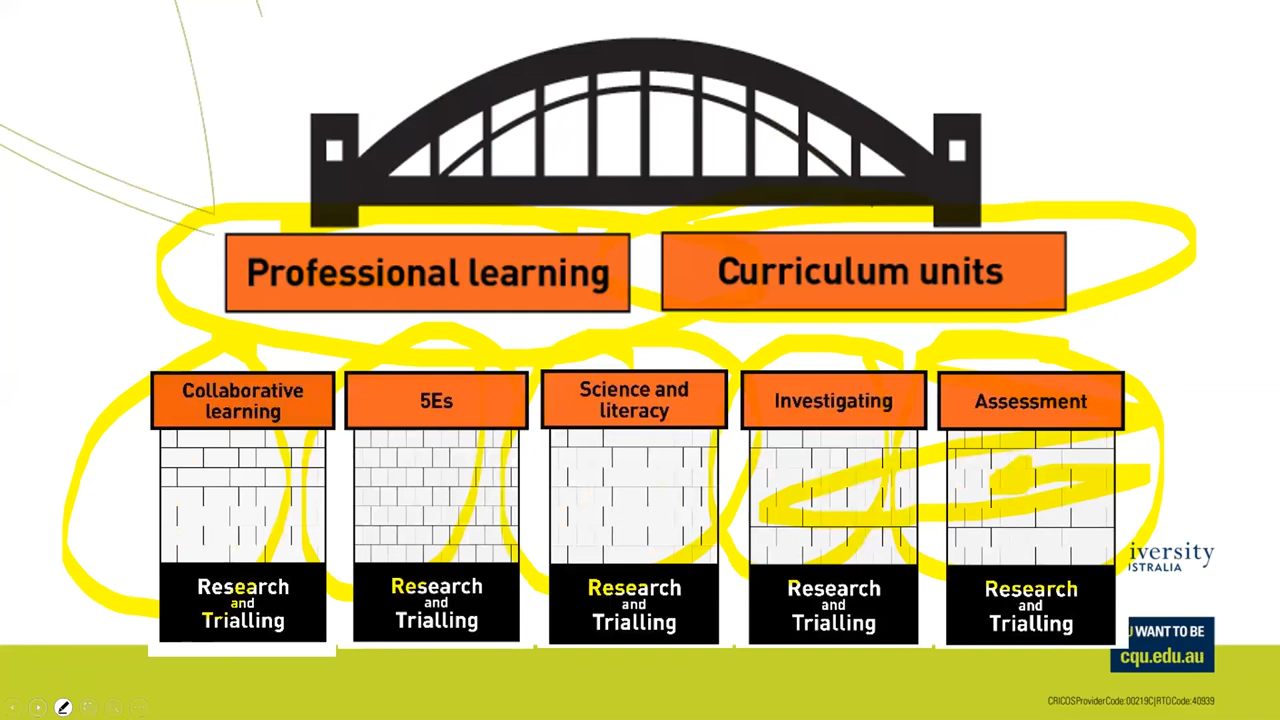 Professional learning
Curriculum units
Collaborative
learning
5Es
Science and
literacy
Investigating
Assessment
Research
and
Trialling
Research
and
Trialling
Research
and
Trialling
Research
and
Trialling
Research
and
Trialling
iversity
STRALIA
U WANT TO BE
cqu.edu.au
CRICOS Provider Code: 00219C | RTO Code: 40939